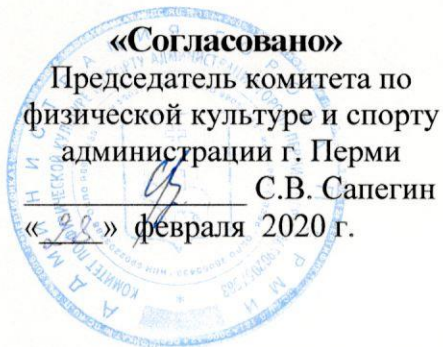 «Согласовано»
Председатель комитета по
физической культуре и спорту
администрации г. Перми
С.В. Сапегин
«» февраля 2020 г.